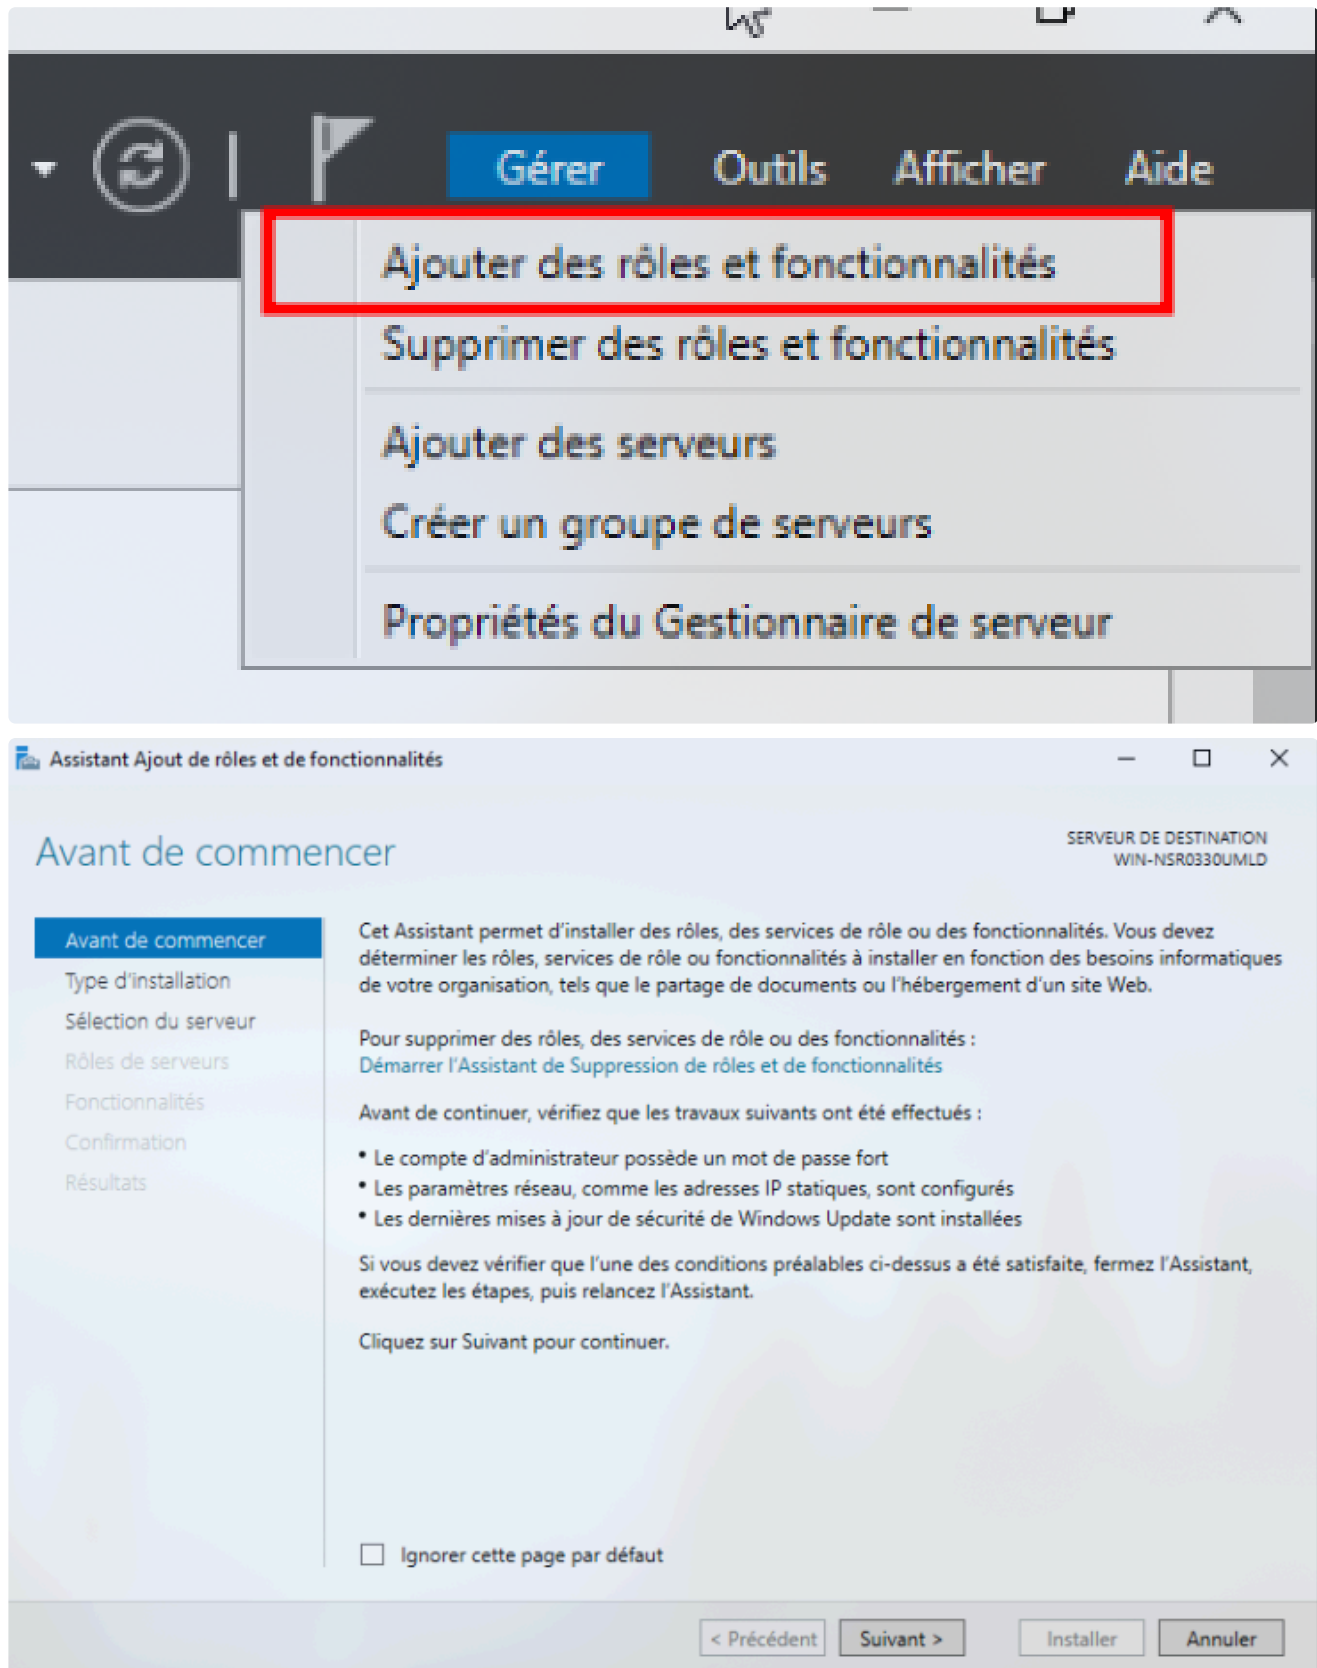 Gérer Outils Afficher Aide
Ajouter des rôles et fonctionnalités
Supprimer des rôles et fonctionnalités
Ajouter des serveurs
Créer un groupe de serveurs
Propriétés du Gestionnaire de serveur
Assistant Ajout de rôles et de fonctionnalités
Avant de commencer
SERVEUR DE DESTINATION
WIN-NSR0330UMLD
Avant de commencer
Type d'installation
Sélection du serveur
Rôles de serveurs
Fonctionnalités
Confirmation
Résultats
Cet Assistant permet d'installer des rôles, des services de rôle ou des fonctionnalités. Vous devez
déterminer les rôles, services de rôle ou fonctionnalités à installer en fonction des besoins informatiques
de votre organisation, tels que le partage de documents ou l'hébergement d'un site Web.
Pour supprimer des rôles, des services de rôle ou des fonctionnalités :
Démarrer l'Assistant de Suppression de rôles et de fonctionnalités
Avant de continuer, vérifiez que les travaux suivants ont été effectués :
• Le compte d'administrateur possède un mot de passe fort
• Les paramètres réseau, comme les adresses IP statiques, sont configurés
• Les dernières mises à jour de sécurité de Windows Update sont installées
Si vous devez vérifier que l'une des conditions préalables ci-dessus a été satisfaite, fermez l'Assistant,
exécutez les étapes, puis relancez l'Assistant.
Cliquez sur Suivant pour continuer.
Ignorer cette page par défaut
< Précédent Suivant > Installer Annuler